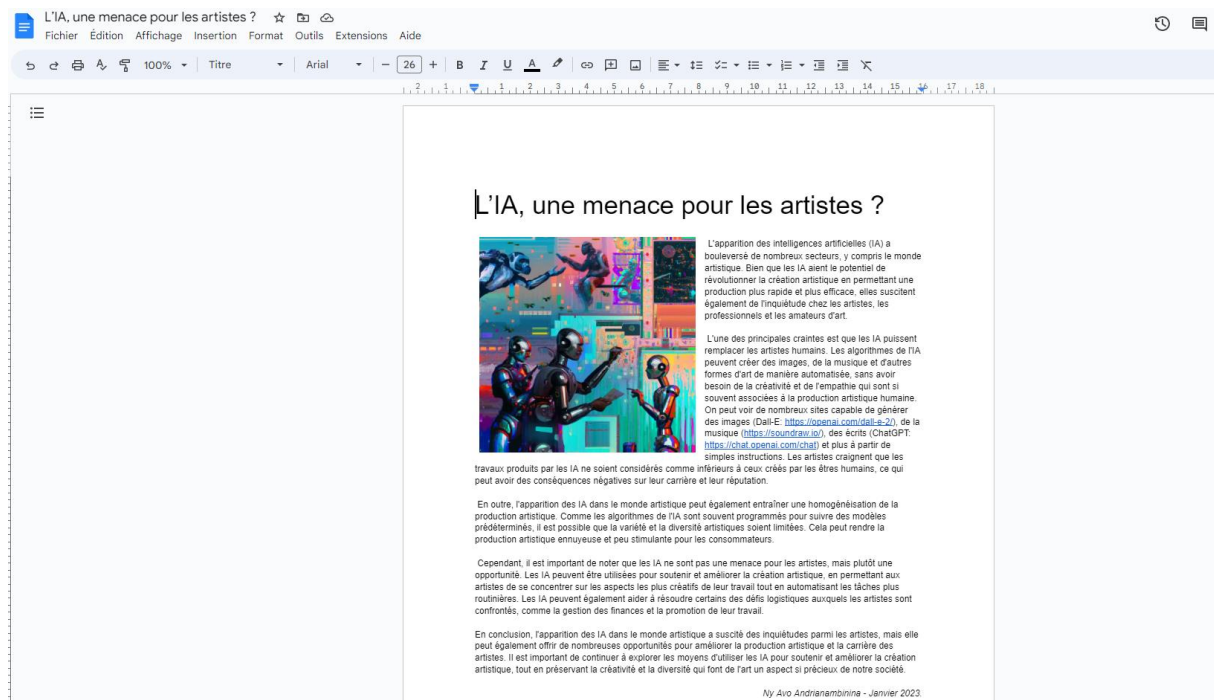 L'IA, une menace pour les artistes ?
Fichier Édition Affichage Insertion Format Outils Extensions Aide
100% Titre Arial − 26 + B I U A
2 1 1 2 3 4 5 6 7 8 9 10 11 12 13 14 15 16 17 18
L'IA, une menace pour les artistes ?
L'apparition des intelligences artificielles (IA) a
bouleversé de nombreux secteurs, y compris le monde
artistique. Bien que les IA aient le potentiel de
révolutionner la création artistique en permettant une
production plus rapide et plus efficace, elles suscitent
également de l'inquiétude chez les artistes, les
professionnels et les amateurs d'art.
L'une des principales craintes est que les IA puissent
remplacer les artistes humains. Les algorithmes de l'IA
peuvent créer des images, de la musique et d'autres
formes d'art de manière automatisée, sans avoir
besoin de la créativité et de l'empathie qui sont si
souvent associées à la production artistique humaine.
On peut voir de nombreux sites capable de générer
des images (Dall-E: https://openai.com/dall-e-2/), de la
musique (https://soundraw.io/), des écrits (ChatGPT:
https://chat.openai.com/chat) et plus à partir de
simples instructions. Les artistes craignent que les
travaux produits par les IA ne soient considérés comme inférieurs à ceux créés par les êtres humains, ce qui
peut avoir des conséquences négatives sur leur carrière et leur réputation.
En outre, l'apparition des IA dans le monde artistique peut également entraîner une homogénéisation de la
production artistique. Comme les algorithmes de l'IA sont souvent programmés pour suivre des modèles
prédéterminés, il est possible que la variété et la diversité artistiques soient limitées. Cela peut rendre la
production artistique ennuyeuse et peu stimulante pour les consommateurs.
Cependant, il est important de noter que les IA ne sont pas une menace pour les artistes, mais plutôt une
opportunité. Les IA peuvent être utilisées pour soutenir et améliorer la création artistique, en permettant aux
artistes de se concentrer sur les aspects les plus créatifs de leur travail tout en automatisant les tâches plus
routinières. Les IA peuvent également aider à résoudre certains des défis logistiques auxquels les artistes sont
confrontés, comme la gestion des finances et la promotion de leur travail.
En conclusion, l'apparition des IA dans le monde artistique a suscité des inquiétudes parmi les artistes, mais elle
peut également offrir de nombreuses opportunités pour améliorer la production artistique et la carrière des
artistes. Il est important de continuer à explorer les moyens d'utiliser les IA pour soutenir et améliorer la création
artistique, tout en préservant la créativité et la diversité qui font de l'art un aspect si précieux de notre société.
Ny Avo Andrianambinina - Janvier 2023.